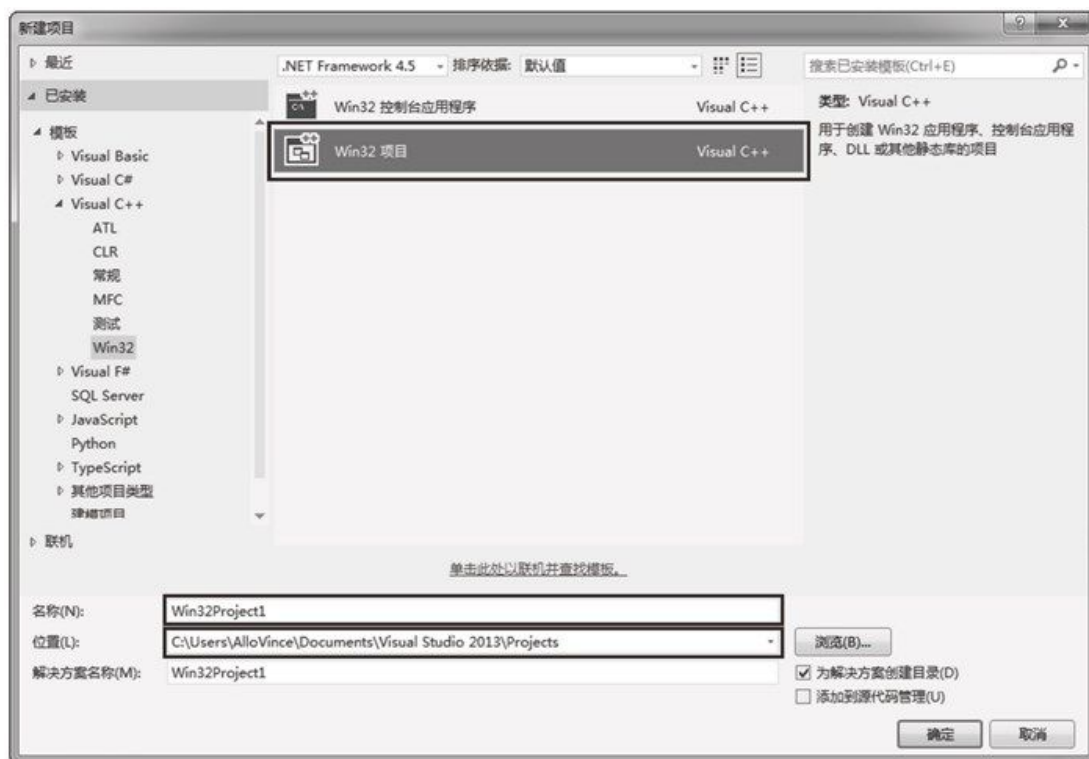 新建项目
最近
.NET Framework 4.5
排序依据: 默认值
搜索已安装模板(Ctrl+E)
已安装
模板
Visual Basic
Visual C#
Visual C++
ATL
CLR
常规
MFC
测试
Win32
Visual F#
SQL Server
JavaScript
Python
TypeScript
其他项目类型
建模项目
联机
Win32 控制台应用程序 Visual C++
Win32 项目 Visual C++
类型: Visual C++
用于创建 Win32 应用程序、控制台应用程
序、DLL 或其他静态库的项目
单击此处以联机并查找模板。
名称(N): Win32Project1
位置(L): C:\Users\AlloVince\Documents\Visual Studio 2013\Projects
浏览(B)...
解决方案名称(M): Win32Project1
为解决方案创建目录(D)
添加到源代码管理(U)
确定 取消